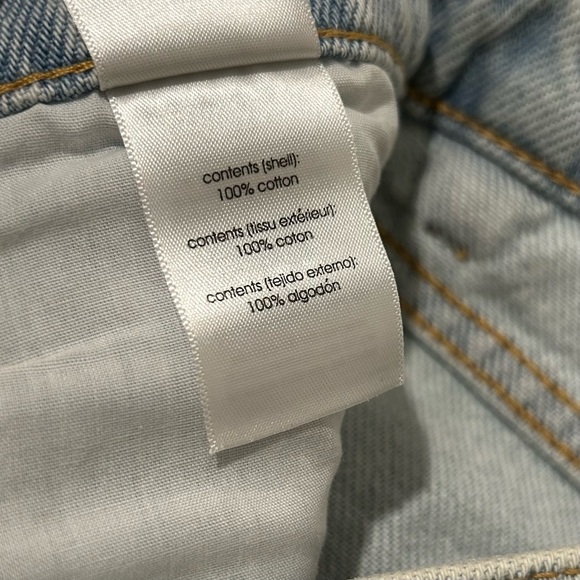 contents (shell):
100% cotton
contents (tissu extérieur):
100% coton
contents (tejido externo):
100% algodón